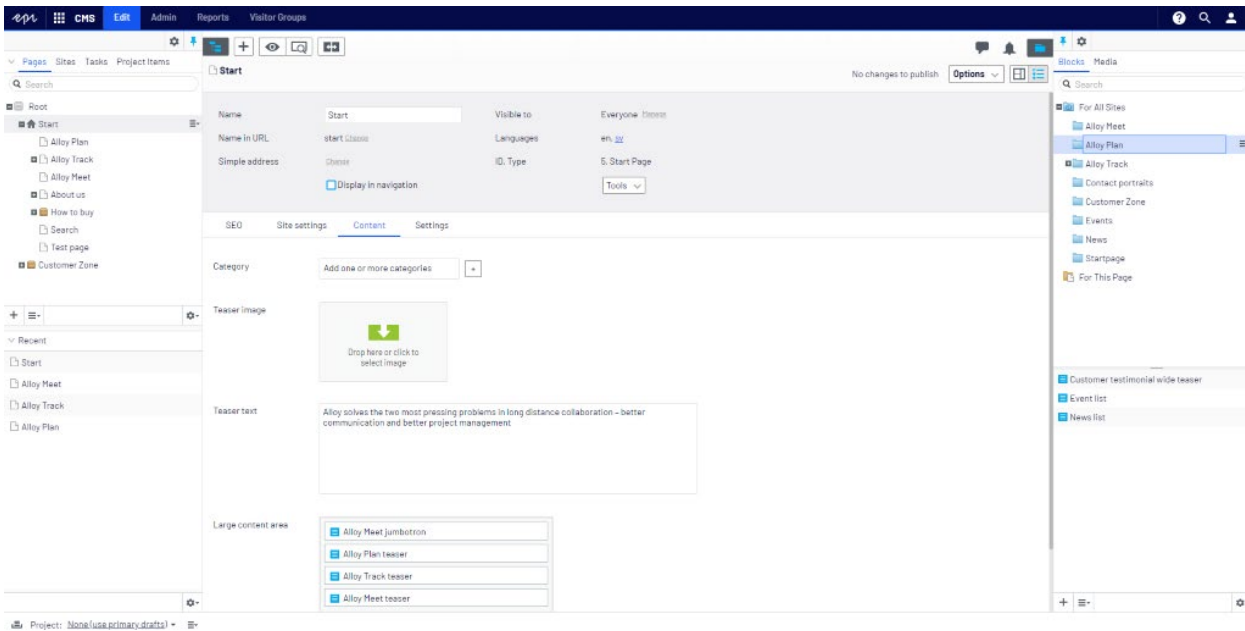 epi CMS Edit Admin Reports Visitor Groups
Pages Sites Tasks Project Items
Search
Root
Start
Alloy Plan
Alloy Track
Alloy Meet
About us
How to buy
Search
Test page
Customer Zone
Recent
Start
Alloy Meet
Alloy Track
Alloy Plan
Start
No changes to publish Options
Name Start Visible to Everyone Manage
Name in URL start Change Languages en, sv
Simple address Change ID, Type 5, Start Page
Display in navigation Tools
SEO Site settings Content Settings
Category Add one or more categories +
Teaser image
Drop here or click to
select image
Teaser text
Alloy solves the two most pressing problems in long distance collaboration – better
communication and better project management
Large content area
Alloy Meet jumbotron
Alloy Plan teaser
Alloy Track teaser
Alloy Meet teaser
Blocks Media
Search
For All Sites
Alloy Meet
Alloy Plan
Alloy Track
Contact portraits
Customer Zone
Events
News
Startpage
For This Page
Customer testimonial wide teaser
Event list
News list
Project: None (use primary drafts)